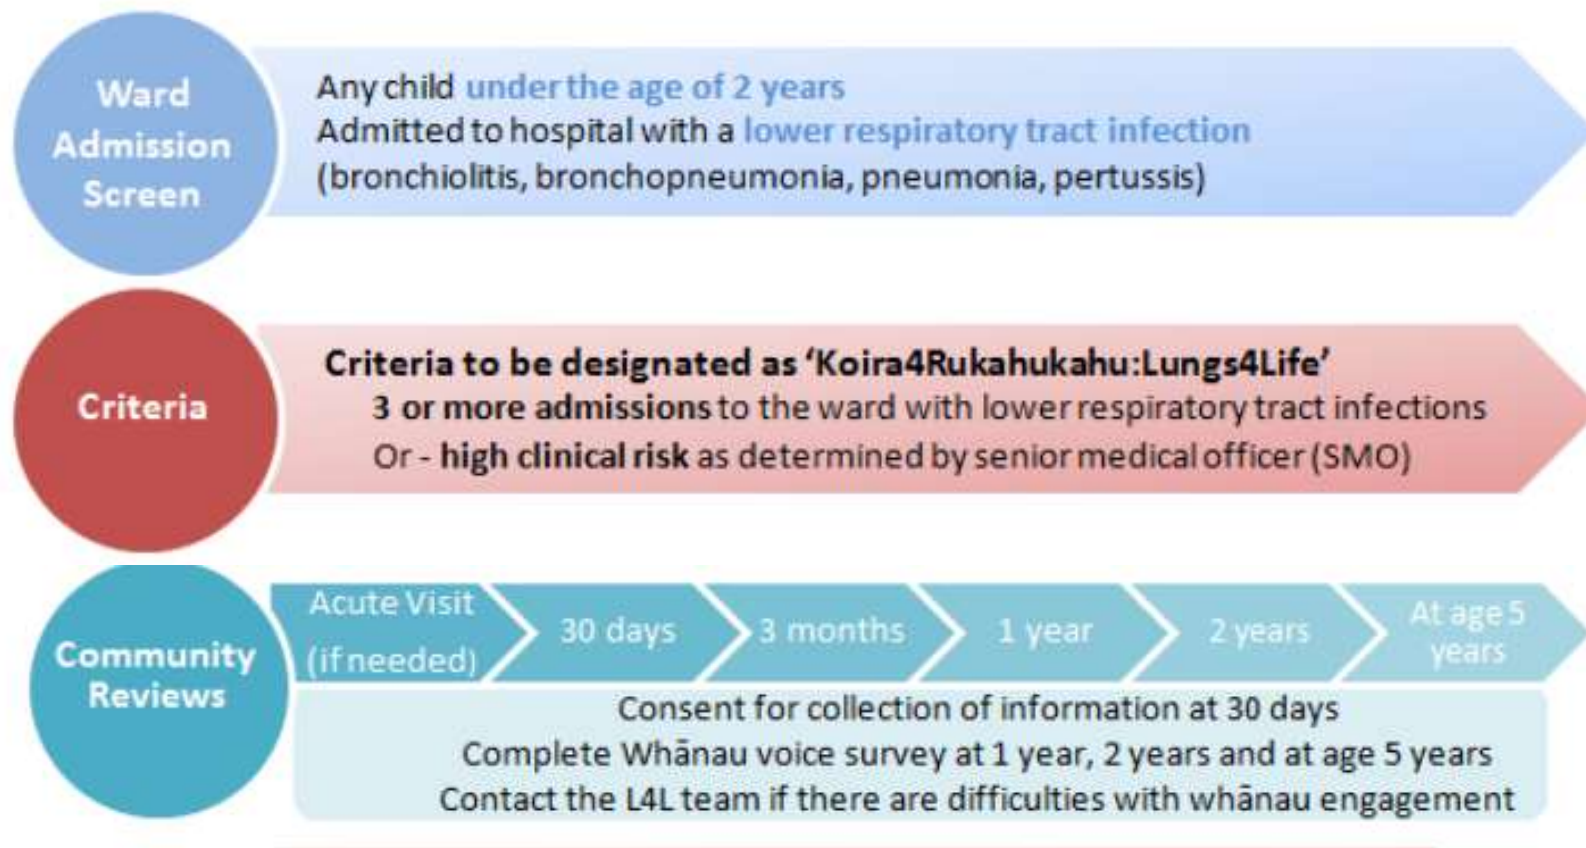 Ward
Admission
Screen
Any child under the age of 2 years
Admitted to hospital with a lower respiratory tract infection
(bronchiolitis, bronchopneumonia, pneumonia, pertussis)
Criteria
Criteria to be designated as ‘Koira4Rukahukahu:Lungs4Life’
3 or more admissions to the ward with lower respiratory tract infections
Or - high clinical risk as determined by senior medical officer (SMO)
Community
Reviews
Acute Visit
(if needed)
30 days
3 months
1 year
2 years
At age 5
years
Consent for collection of information at 30 days
Complete Whānau voice survey at 1 year, 2 years and at age 5 years
Contact the L4L team if there are difficulties with whānau engagement